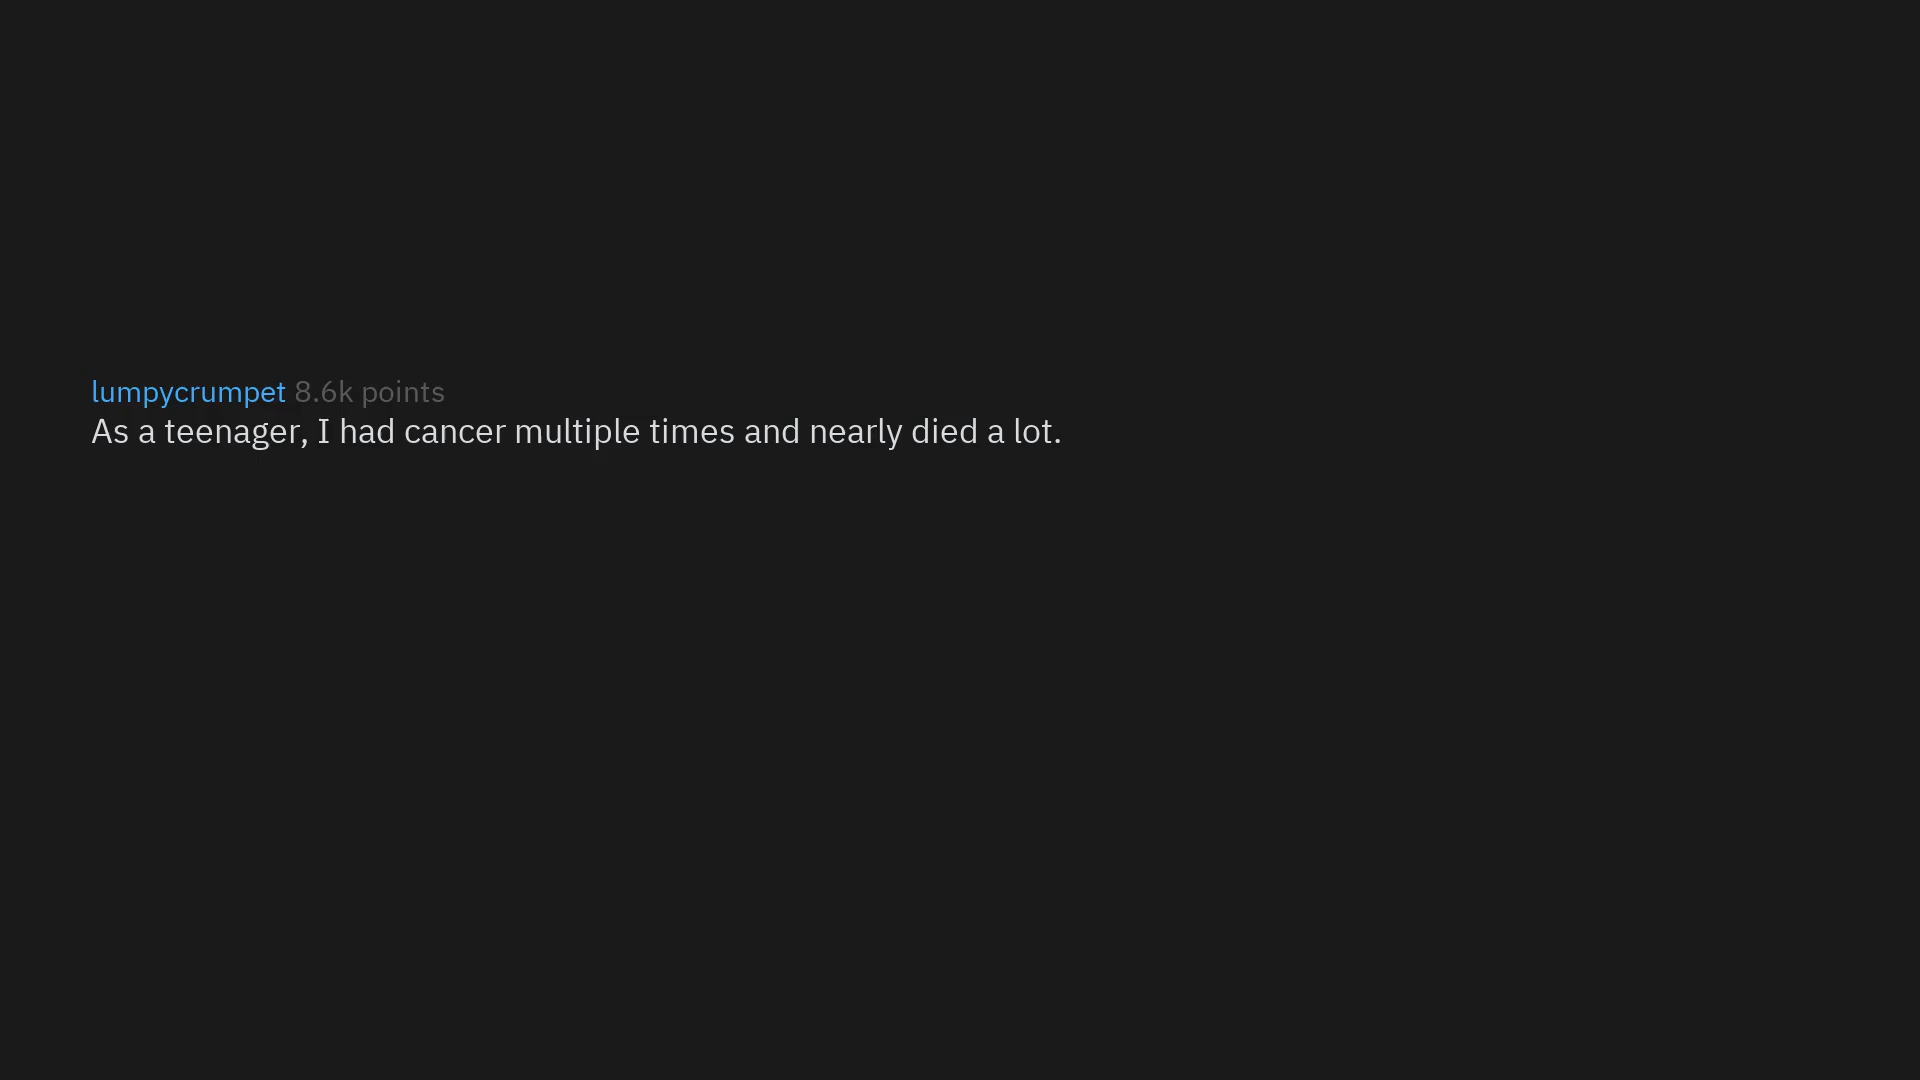 lumpycrumpet 8.6k points
As a teenager, I had cancer multiple times and nearly died a lot.